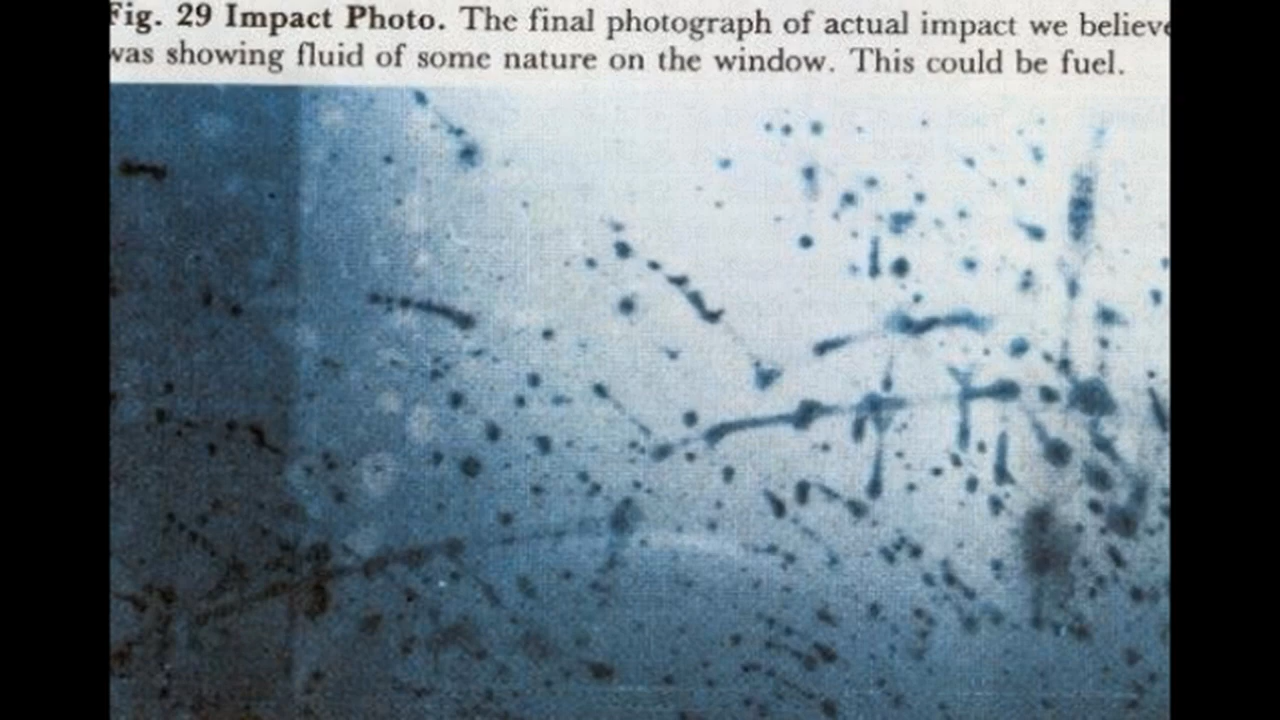 Fig. 29 Impact Photo. The final photograph of actual impact we believe
was showing fluid of some nature on the window. This could be fuel.